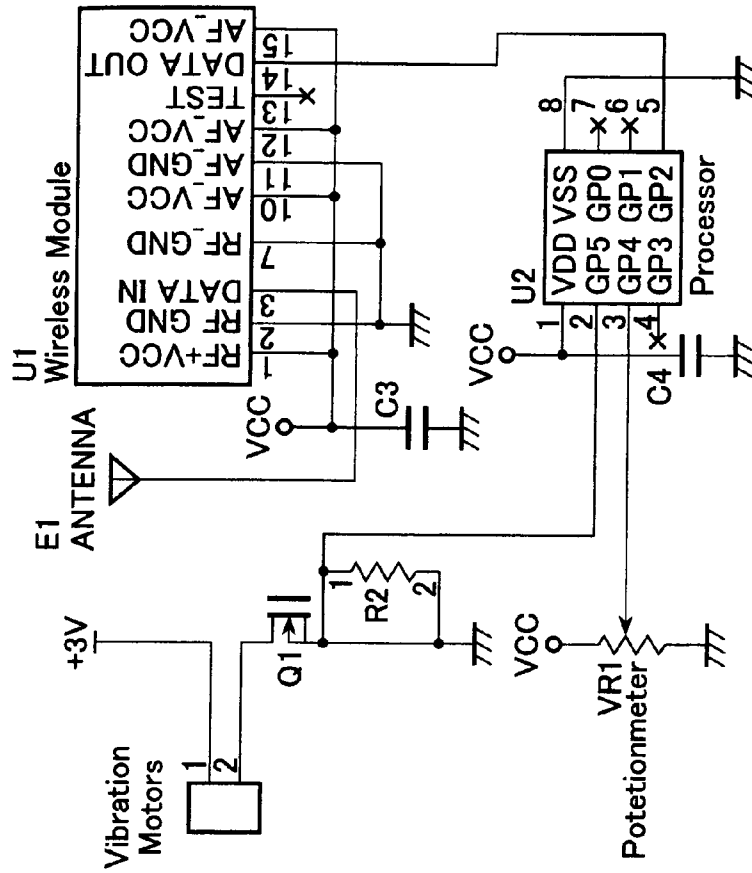 U1
Wireless Module
RF+VCC
RF GND
DATA IN
RF_GND
AF_VCC
AF_GND
AF_VCC
TEST
DATA OUT
AF_VCC
1
2
3
7
10
11
12
13
14
15
E1
ANTENNA
VCC
C3
+3V
Vibration
Motors
1
2
Q1
1
R2
2
VCC
VR1
Potetionmeter
VCC
C4
U2
1
2
3
4
VDD VSS
GP5 GP0
GP4 GP1
GP3 GP2
8
7
6
5
Processor